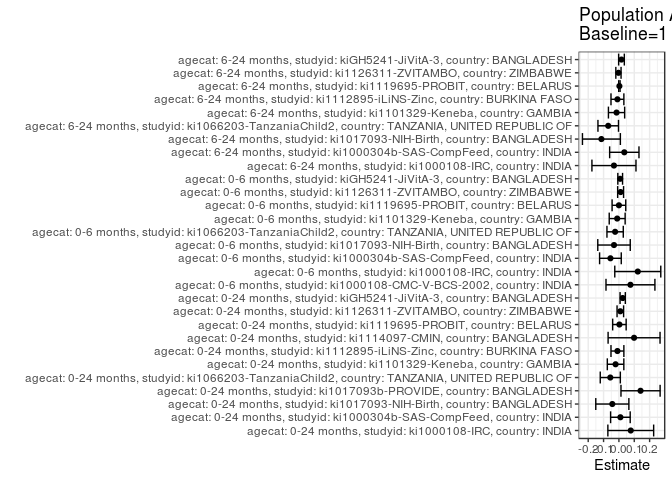 Population A
Baseline=1
agecat: 6-24 months, studyid: kiGH5241-JiVitA-3, country: BANGLADESH
agecat: 6-24 months, studyid: ki1126311-ZVITAMBO, country: ZIMBABWE
agecat: 6-24 months, studyid: ki1119695-PROBIT, country: BELARUS
agecat: 6-24 months, studyid: ki1112895-iLiNS-Zinc, country: BURKINA FASO
agecat: 6-24 months, studyid: ki1101329-Keneba, country: GAMBIA
agecat: 6-24 months, studyid: ki1066203-TanzaniaChild2, country: TANZANIA, UNITED REPUBLIC OF
agecat: 6-24 months, studyid: ki1017093-NIH-Birth, country: BANGLADESH
agecat: 6-24 months, studyid: ki1000304b-SAS-CompFeed, country: INDIA
agecat: 6-24 months, studyid: ki1000108-IRC, country: INDIA
agecat: 0-6 months, studyid: kiGH5241-JiVitA-3, country: BANGLADESH
agecat: 0-6 months, studyid: ki1126311-ZVITAMBO, country: ZIMBABWE
agecat: 0-6 months, studyid: ki1119695-PROBIT, country: BELARUS
agecat: 0-6 months, studyid: ki1101329-Keneba, country: GAMBIA
agecat: 0-6 months, studyid: ki1066203-TanzaniaChild2, country: TANZANIA, UNITED REPUBLIC OF
agecat: 0-6 months, studyid: ki1017093-NIH-Birth, country: BANGLADESH
agecat: 0-6 months, studyid: ki1000304b-SAS-CompFeed, country: INDIA
agecat: 0-6 months, studyid: ki1000108-IRC, country: INDIA
agecat: 0-6 months, studyid: ki1000108-CMC-V-BCS-2002, country: INDIA
agecat: 0-24 months, studyid: kiGH5241-JiVitA-3, country: BANGLADESH
agecat: 0-24 months, studyid: ki1126311-ZVITAMBO, country: ZIMBABWE
agecat: 0-24 months, studyid: ki1119695-PROBIT, country: BELARUS
agecat: 0-24 months, studyid: ki1114097-CMIN, country: BANGLADESH
agecat: 0-24 months, studyid: ki1112895-iLiNS-Zinc, country: BURKINA FASO
agecat: 0-24 months, studyid: ki1101329-Keneba, country: GAMBIA
agecat: 0-24 months, studyid: ki1066203-TanzaniaChild2, country: TANZANIA, UNITED REPUBLIC OF
agecat: 0-24 months, studyid: ki1017093b-PROVIDE, country: BANGLADESH
agecat: 0-24 months, studyid: ki1017093-NIH-Birth, country: BANGLADESH
agecat: 0-24 months, studyid: ki1000304b-SAS-CompFeed, country: INDIA
agecat: 0-24 months, studyid: ki1000108-IRC, country: INDIA
-0.2 0.1 0.0 0.1 0.2
Estimate